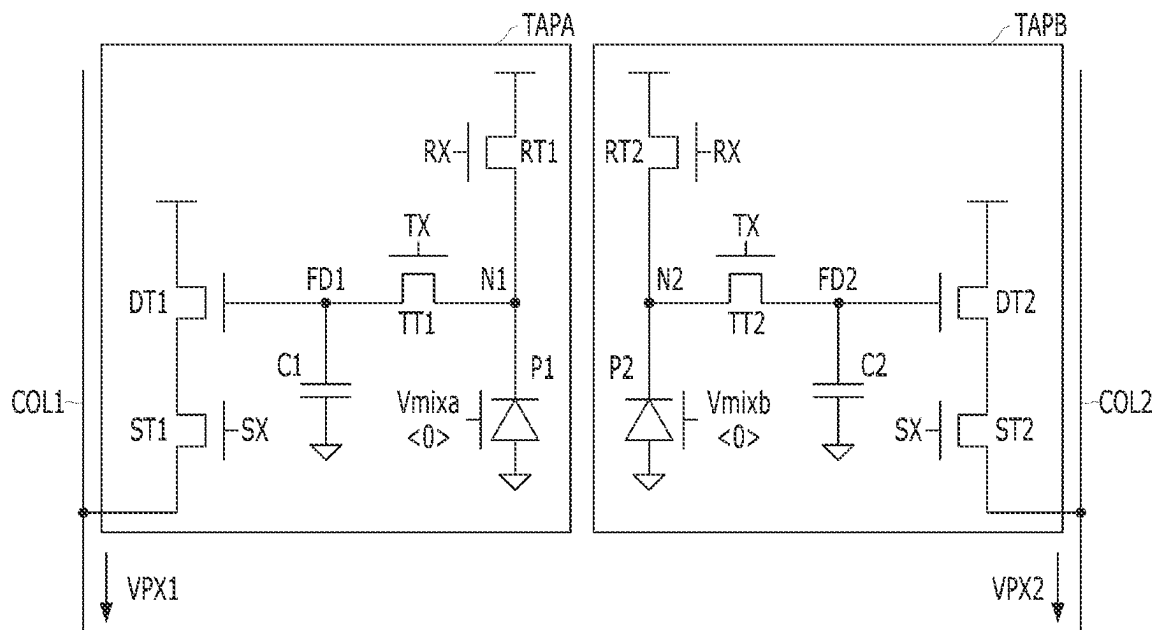 TAPA
TAPB
RX
RT1
RT2
RX
TX
TX
FD1
N1
N2
FD2
DT1
TT1
TT2
DT2
C1
P1
P2
C2
COL1
Vmixa
<0>
Vmixb
<0>
COL2
ST1
SX
SX
ST2
VPX1
VPX2